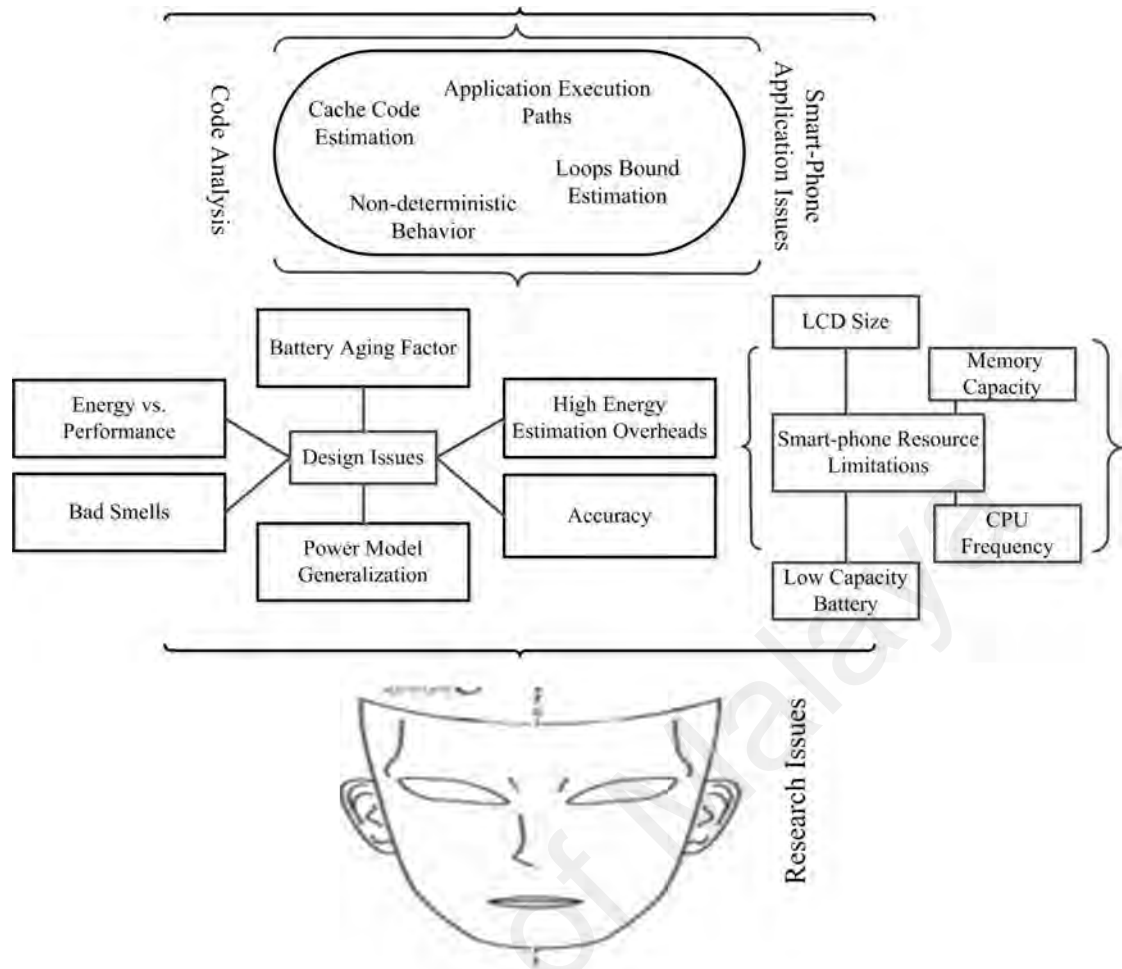 Code Analysis
Cache Code
Estimation
Application Execution
Paths
Non-deterministic
Behavior
Loops Bound
Estimation
Smart-Phone
Application Issues
Battery Aging Factor
Energy vs.
Performance
Bad Smells
Design Issues
High Energy
Estimation Overheads
Accuracy
Power Model
Generalization
LCD Size
Memory
Capacity
Smart-phone Resource
Limitations
CPU
Frequency
Low Capacity
Battery
Research Issues
of Malaya